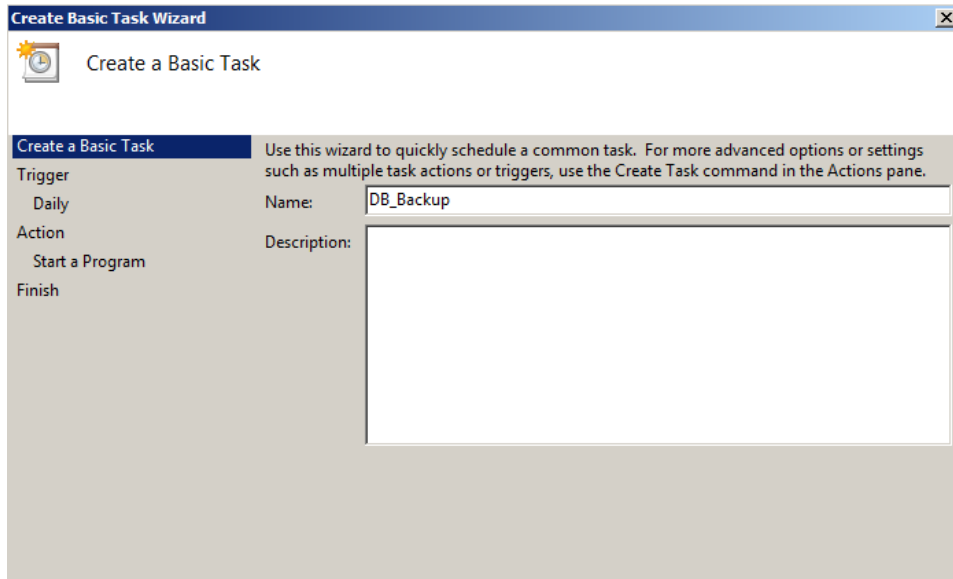 Create Basic Task Wizard
Create a Basic Task
Create a Basic Task
Trigger
Daily
Action
Start a Program
Finish
Use this wizard to quickly schedule a common task. For more advanced options or settings
such as multiple task actions or triggers, use the Create Task command in the Actions pane.
Name:
DB_Backup
Description: